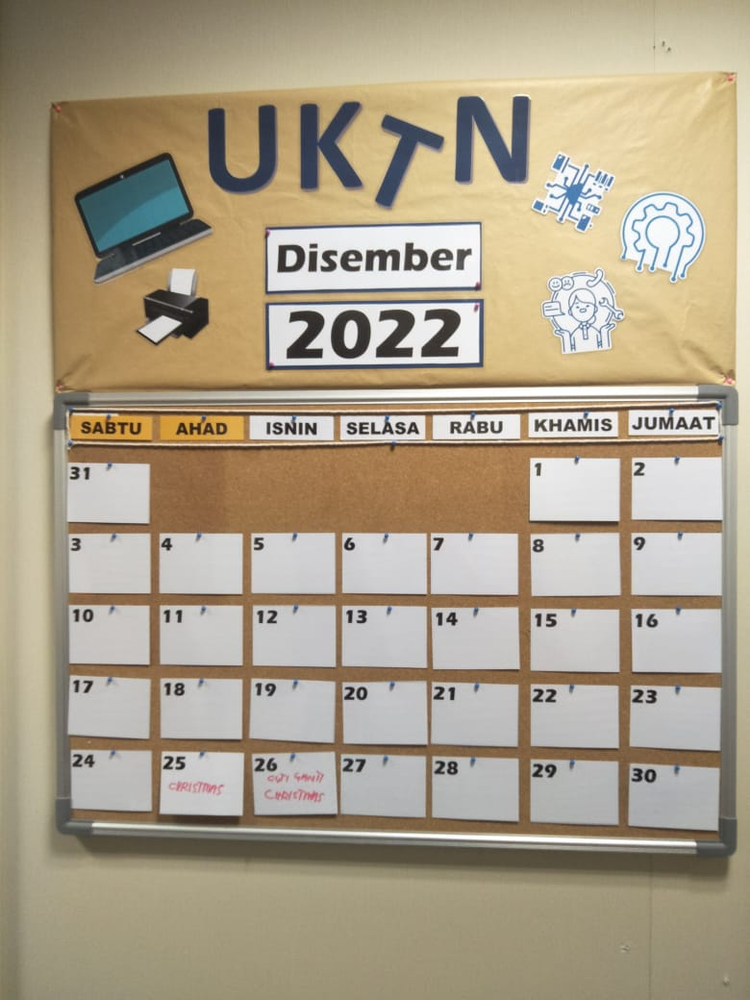 UKTN
Disember
2022
SABTU AHAD ISNIN SELASA RABU KHAMIS JUMAAT
31 1 2
3 4 5 6 7 8 9
10 11 12 13 14 15 16
17 18 19 20 21 22 23
24 25 26 27 28 29 30
CHRISTMAS
CUTI GANTI
CHRISTMAS